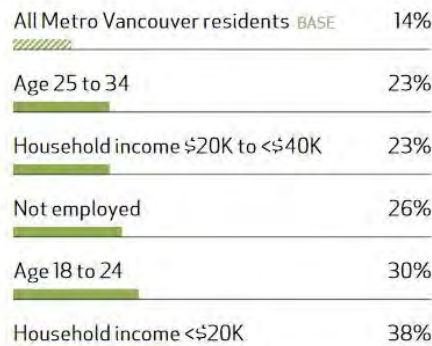 All Metro Vancouver residents BASE 14%
Age 25 to 34 23%
Household income $20K to <$40K 23%
Not employed 26%
Age 18 to 24 30%
Household income <$20K 38%